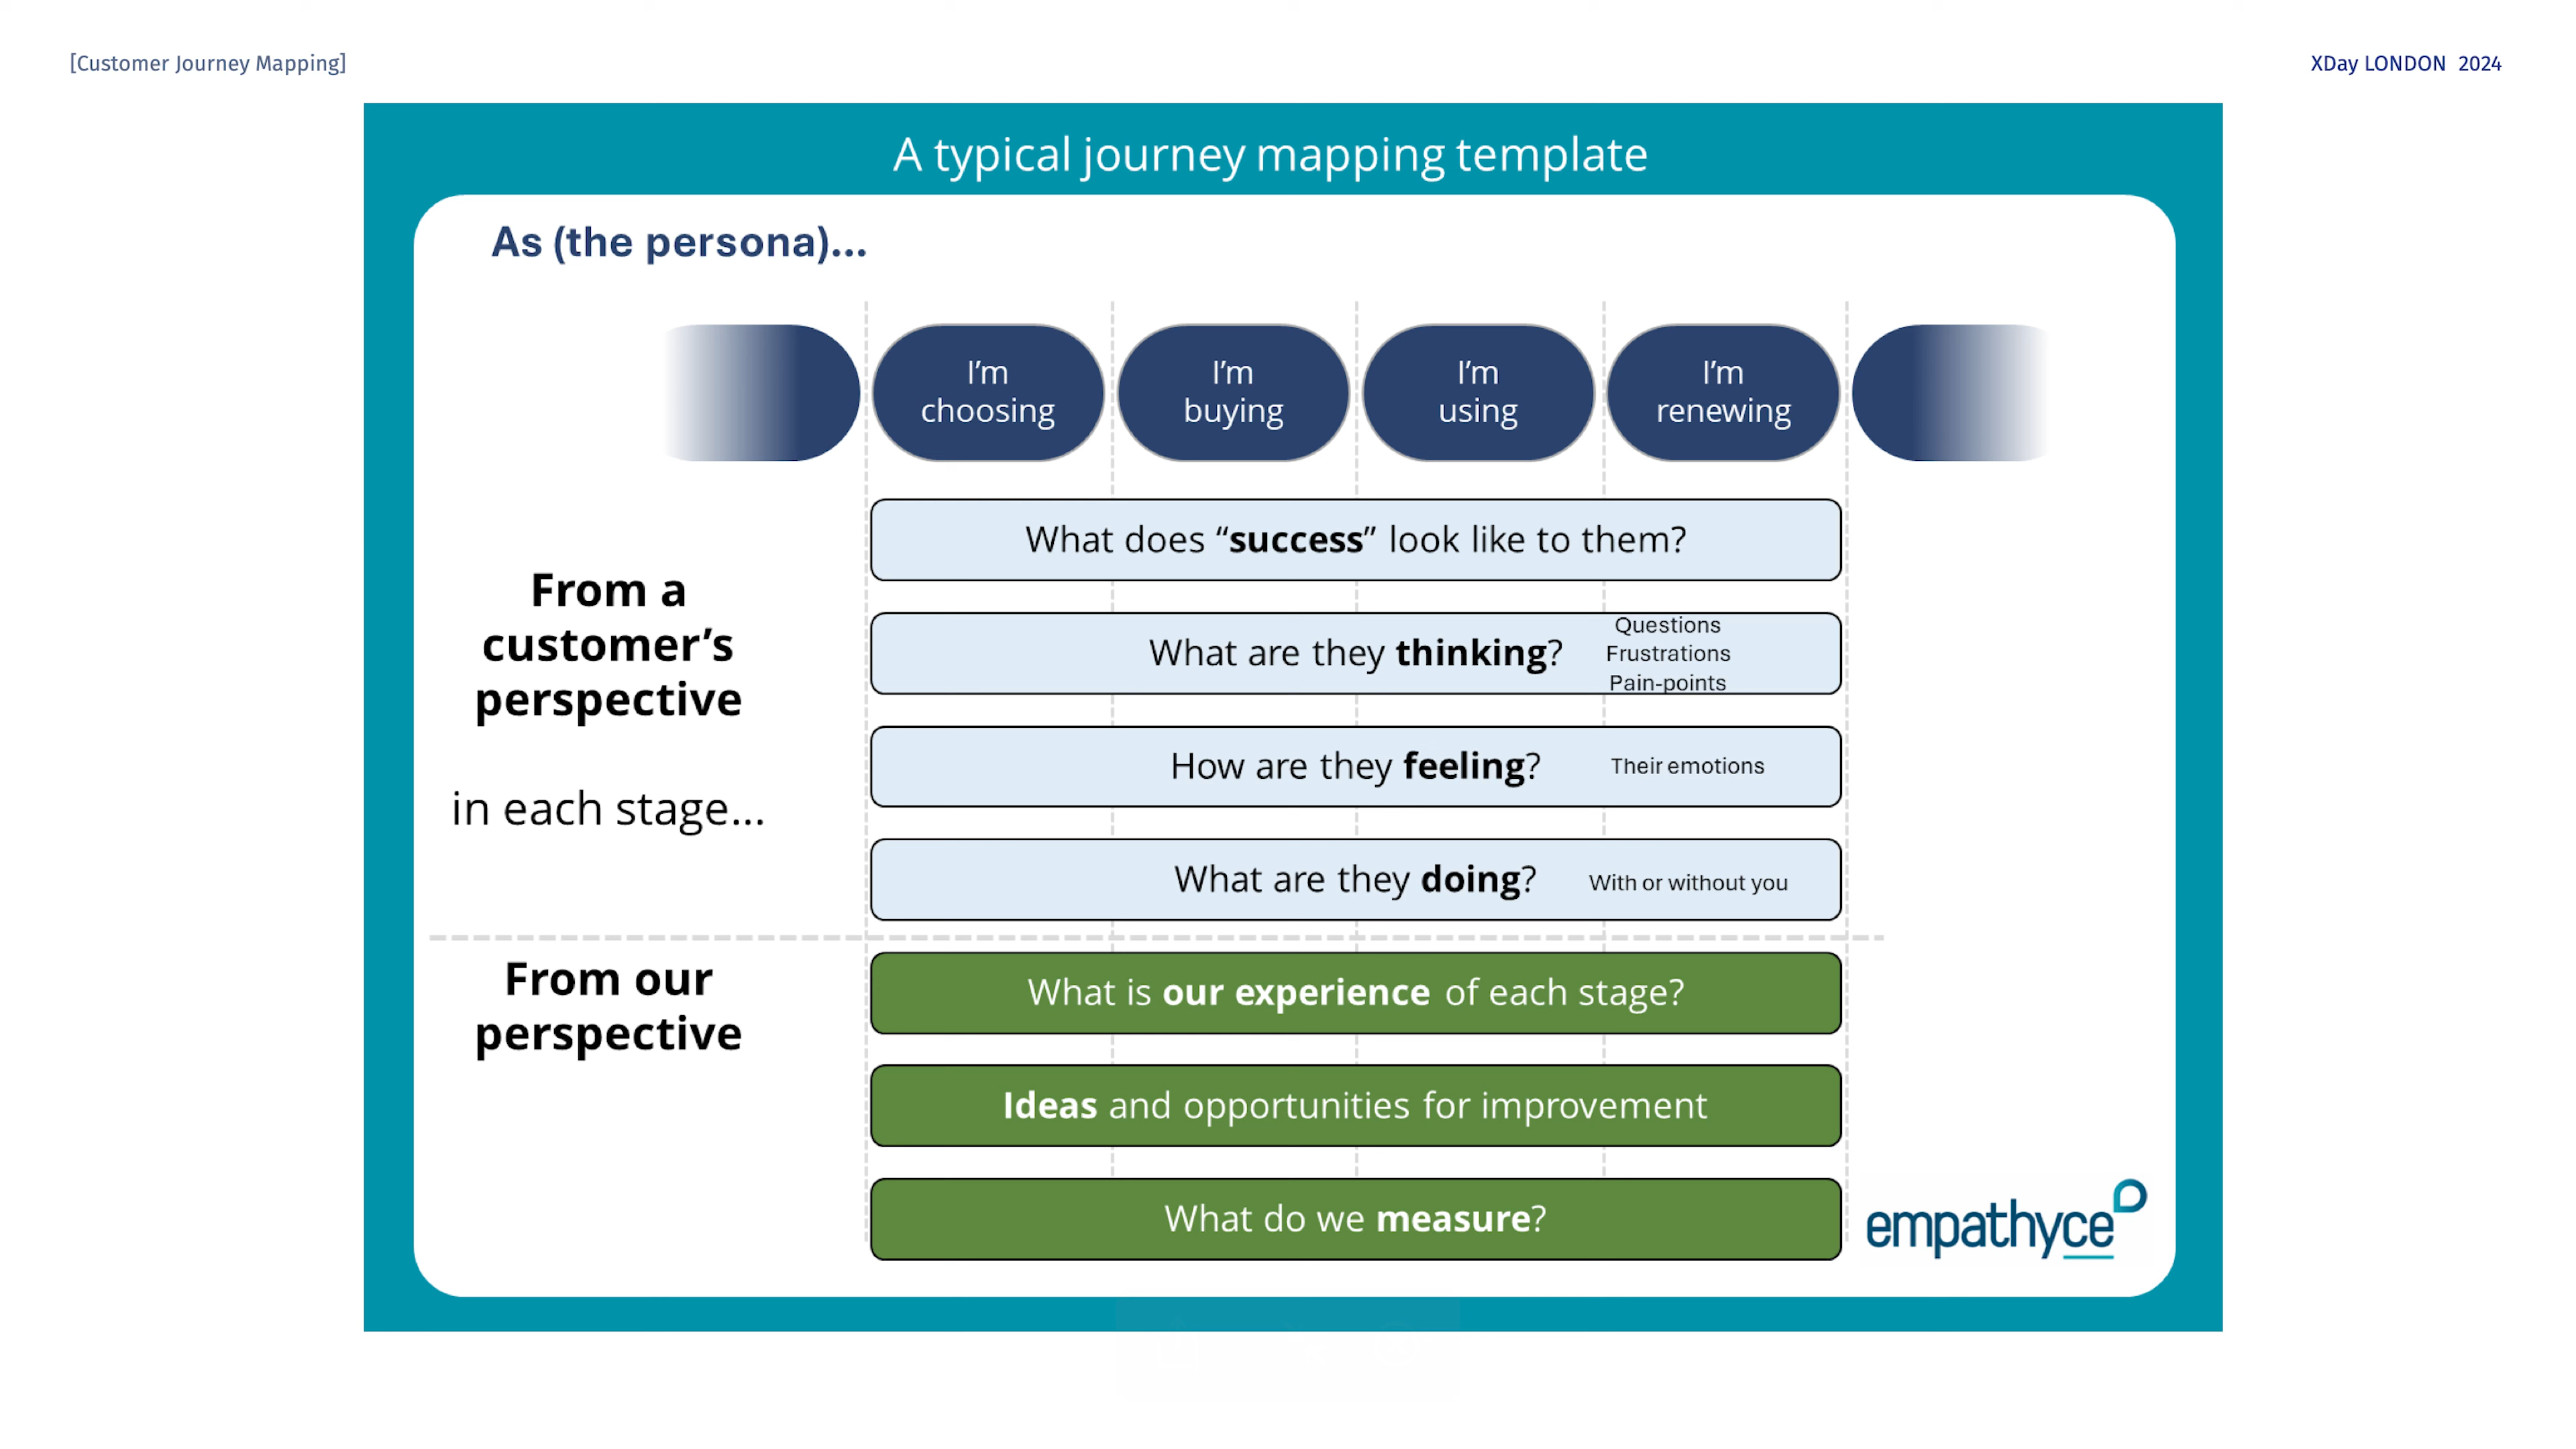 [Customer Journey Mapping]
XDay LONDON 2024
A typical journey mapping template
As (the persona)...
I’m
choosing
I’m
buying
I’m
using
I’m
renewing
From a
customer’s
perspective
in each stage...
What does “success” look like to them?
What are they thinking?
Questions
Frustrations
Pain-points
How are they feeling?
Their emotions
What are they doing?
With or without you
From our
perspective
What is our experience of each stage?
Ideas and opportunities for improvement
What do we measure?
empathyce